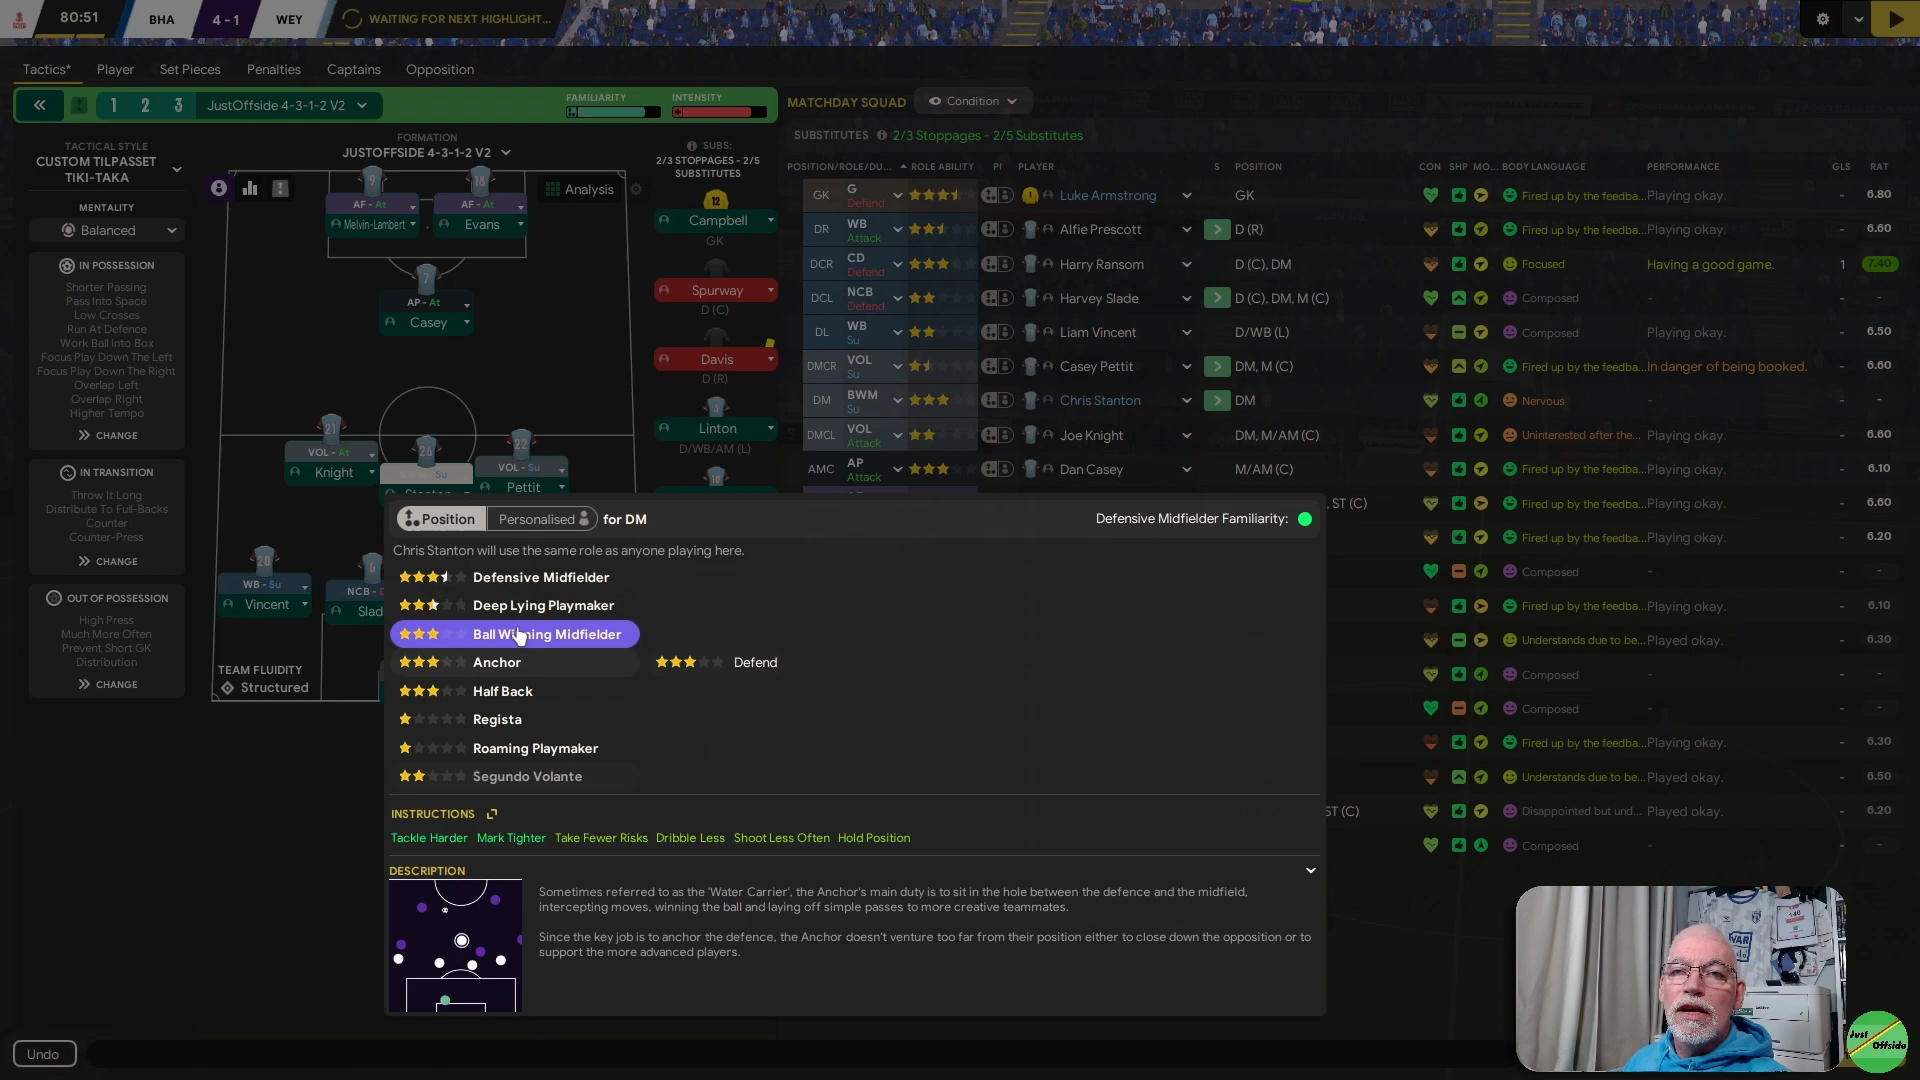 80:51 BHA 4 - 1 WEY WAITING FOR NEXT HIGHLIGHT...
Tactics* Player Set Pieces Penalties Captains Opposition
1 2 3 JustOffside 4-3-1-2 V2 FAMILIARITY INTENSITY
TACTICAL STYLE
CUSTOM TILPASSET
TIKI-TAKA
MENTALITY
Balanced
IN POSSESSION
Shorter Passing
Pass Into Space
Low Crosses
Run At Defence
Work Ball Into Box
Focus Play Down The Left
Focus Play Down The Right
Overlap Left
Overlap Right
Higher Tempo
CHANGE
IN TRANSITION
Throw It Long
Distribute To Full-Backs
Counter
Counter-Press
CHANGE
OUT OF POSSESSION
High Press
Much More Often
Prevent Short GK
Distribution
CHANGE
FORMATION
JUSTOFFSIDE 4-3-1-2 V2
Analysis
9 18
AF - At AF - At
Melvin-Lambert Evans
7
AP - At
Casey
21 26 22
VOL - At Su VOL - Su
Knight Pettit
20 6
WB - Su NCB -
Vincent Slad
TEAM FLUIDITY
Structured
SUBS:
2/3 STOPPAGES - 2/5
SUBSTITUTES
12
Campbell
GK
Spurway
D (C)
Davis
D (R)
Linton
D/WB/AM (L)
MATCHDAY SQUAD Condition
SUBSTITUTES 2/3 Stoppages - 2/5 Substitutes
POSITION/ROLE/DU... ROLE ABILITY PI PLAYER S POSITION CON SHP MO... BODY LANGUAGE PERFORMANCE GLS RAT
GK G Defend Luke Armstrong GK Fired up by the feedba... Playing okay. - 6.80
DR WB Attack Alfie Prescott D (R) Fired up by the feedba... Playing okay. - 6.60
DCR CD Defend Harry Ransom D (C), DM Focused Having a good game. 1 7.40
DCL NCB Defend Harvey Slade D (C), DM, M (C) Composed - - -
DL WB Su Liam Vincent D/WB (L) Composed Playing okay. - 6.50
DMCR VOL Su Casey Pettit DM, M (C) Fired up by the feedba... In danger of being booked. - 6.60
DM BWM Su Chris Stanton DM Nervous - - -
DMCL VOL Attack Joe Knight DM, M/AM (C) Uninterested after the... Playing okay. - 6.60
AMC AP Attack Dan Casey M/AM (C) Fired up by the feedba... Playing okay. - 6.10
, ST (C) Fired up by the feedba... Playing okay. - 6.60
Fired up by the feedba... Playing okay. - 6.20
Composed - - -
Fired up by the feedba... Playing okay. - 6.10
Understands due to be... Played okay. - 6.30
Composed - -
Composed - - -
Fired up by the feedba... Playing okay. - 6.30
Understands due to be... Played okay. - 6.50
ST (C) Disappointed but und... Played okay. - 6.20
Composed - - -
Position Personalised for DM Defensive Midfielder Familiarity:
Chris Stanton will use the same role as anyone playing here.
Defensive Midfielder
Deep Lying Playmaker
Ball Winning Midfielder
Anchor Defend
Half Back
Regista
Roaming Playmaker
Segundo Volante
INSTRUCTIONS
Tackle Harder Mark Tighter Take Fewer Risks Dribble Less Shoot Less Often Hold Position
DESCRIPTION
Sometimes referred to as the 'Water Carrier', the Anchor's main duty is to sit in the hole between the defence and the midfield,
intercepting moves, winning the ball and laying off simple passes to more creative teammates.
Since the key job is to anchor the defence, the Anchor doesn't venture too far from their position either to close down the opposition or to
support the more advanced players.
VAR
140
Just
Offside
Undo